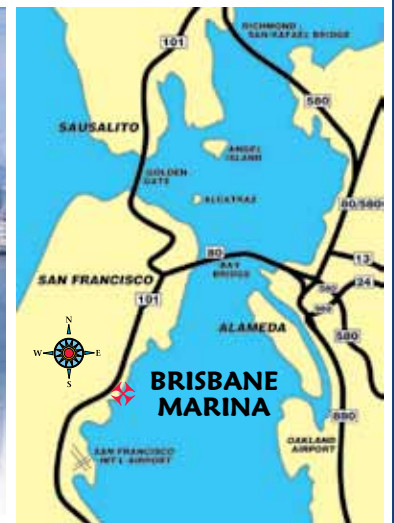 RICHMOND
SAN RAFAEL BRIDGE
101
580
SAUSALITO
ANGEL
ISLAND
GOLDEN
GATE
ALCATRAZ
80/580
80
BAY
BRIDGE
13
24
SAN FRANCISCO
101
580
980
ALAMEDA
580
N
W
E
S
BRISBANE
MARINA
880
OAKLAND
AIRPORT
SAN FRANCISCO
INT'L AIRPORT